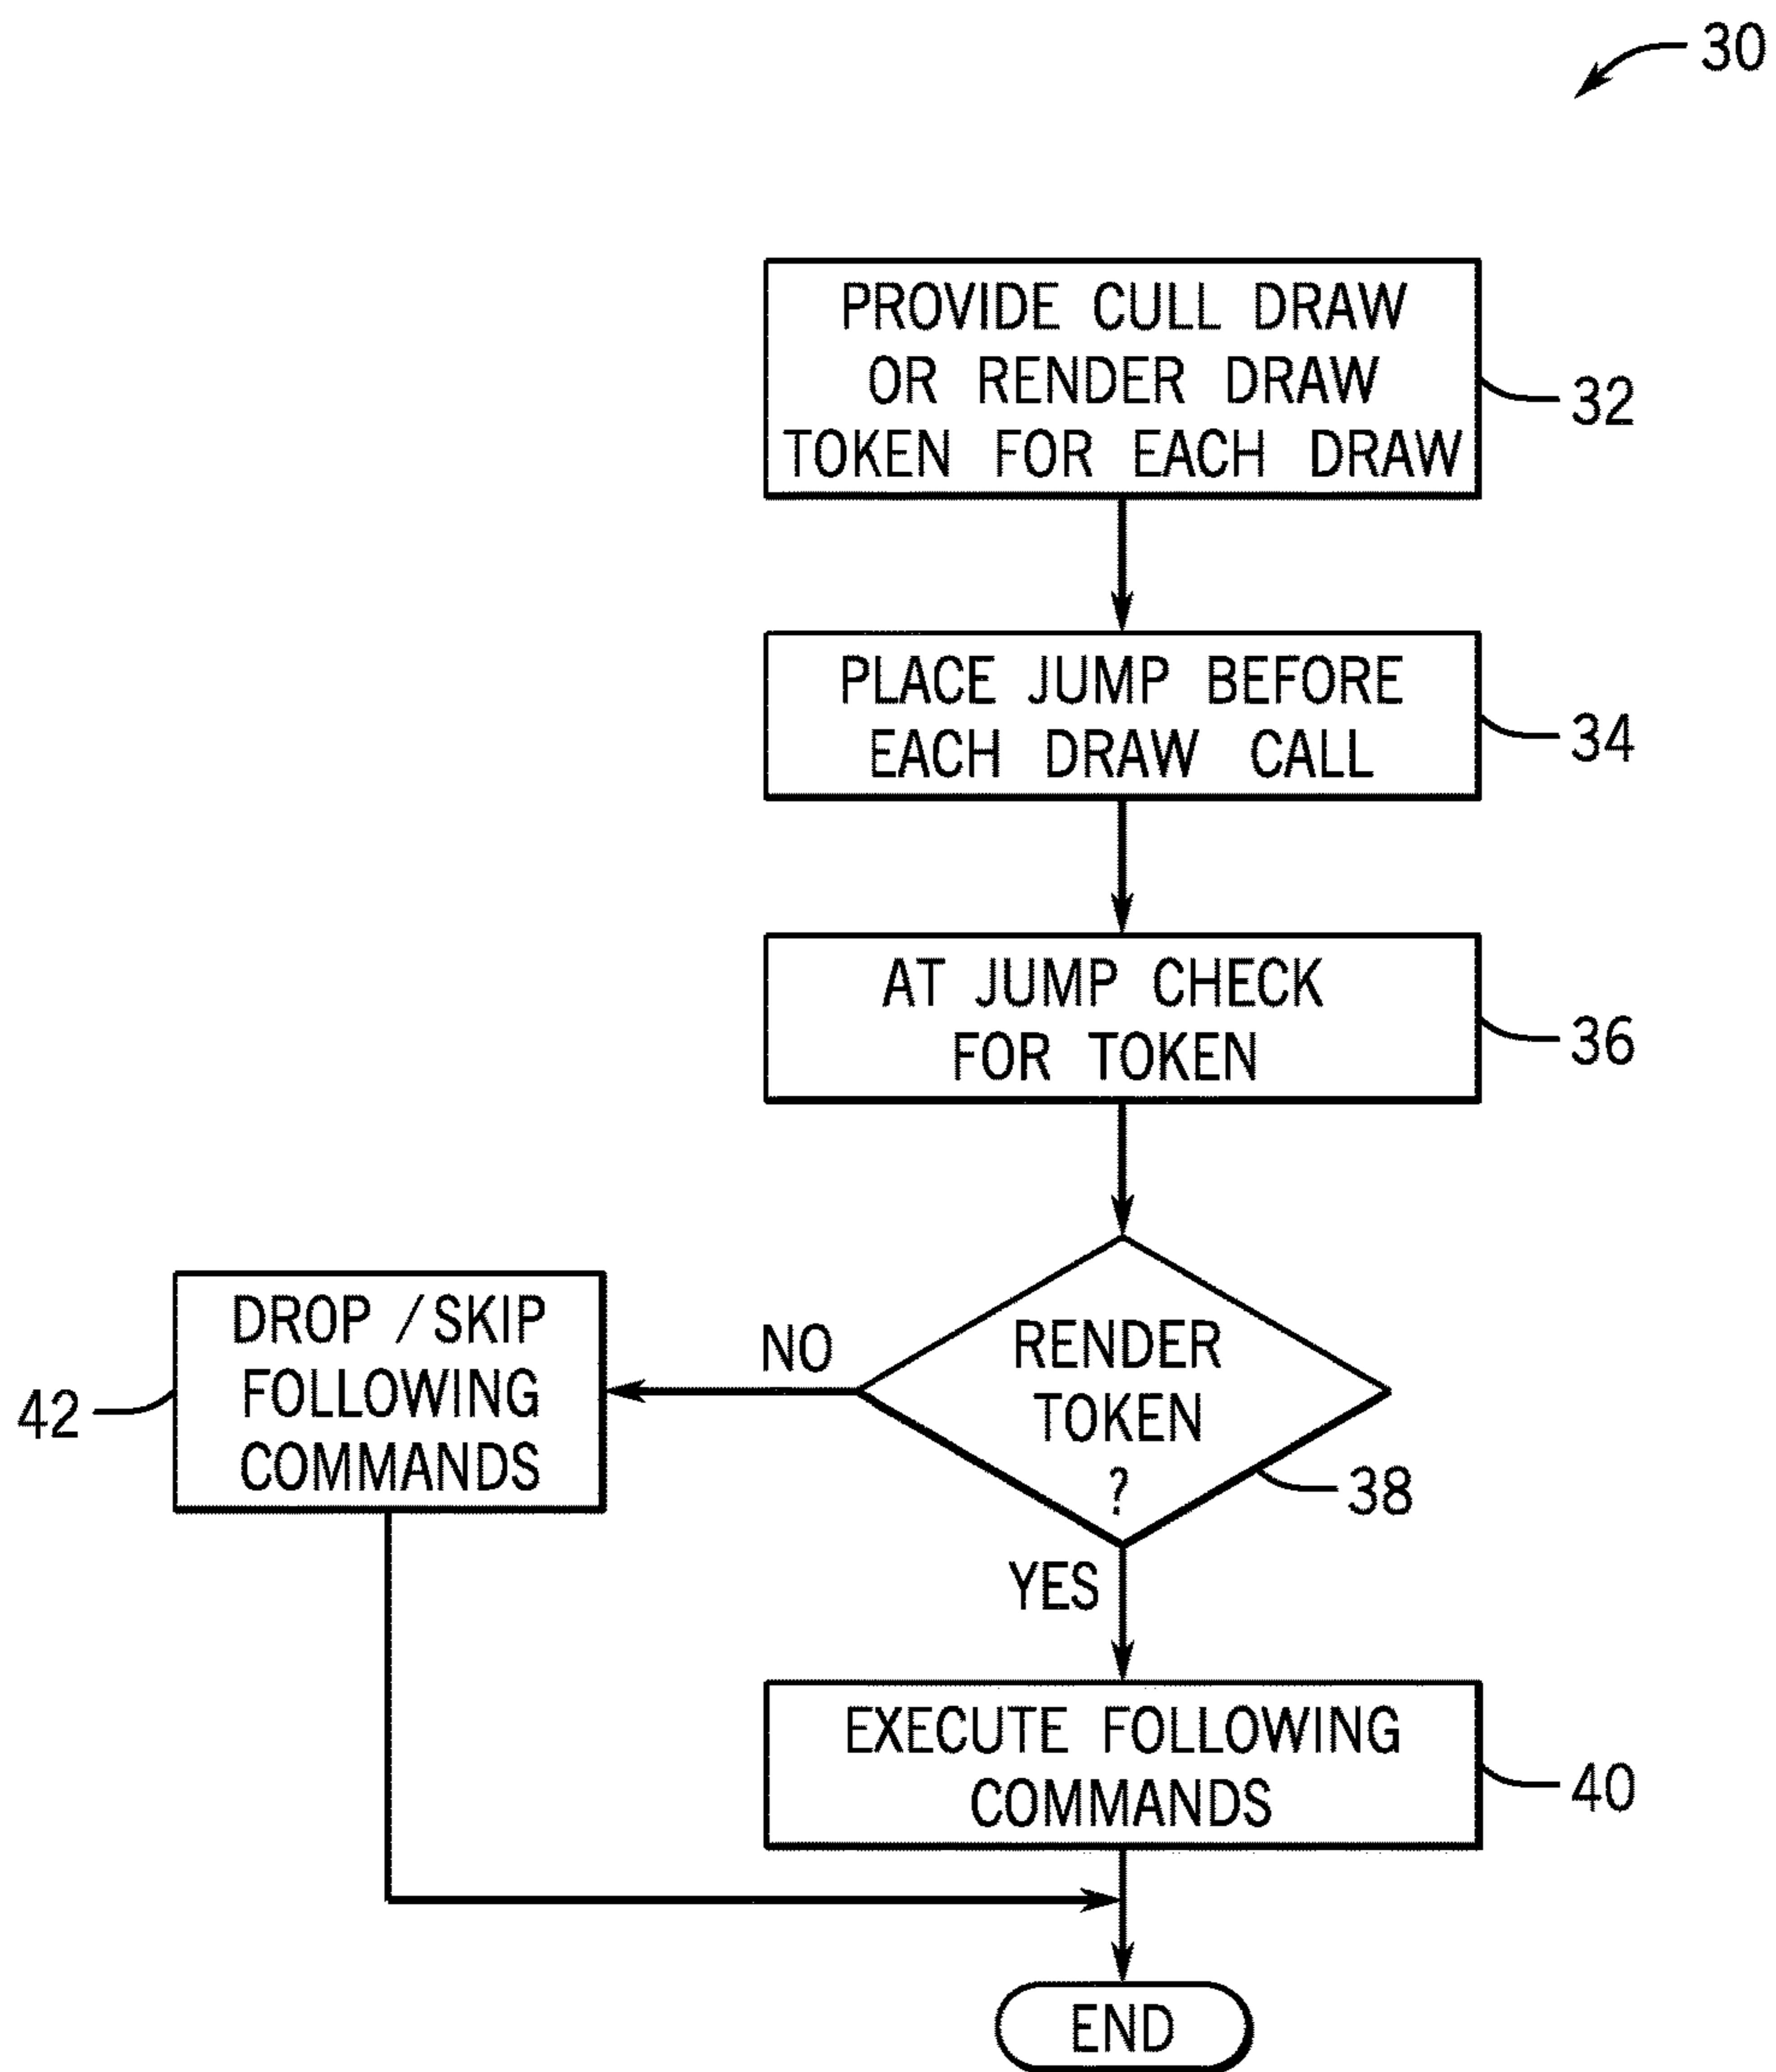 30
PROVIDE CULL DRAW
OR RENDER DRAW
TOKEN FOR EACH DRAW
32
PLACE JUMP BEFORE
EACH DRAW CALL
34
AT JUMP CHECK
FOR TOKEN
36
RENDER
TOKEN
?
38
NO
DROP /SKIP
FOLLOWING
COMMANDS
42
YES
EXECUTE FOLLOWING
COMMANDS
40
END